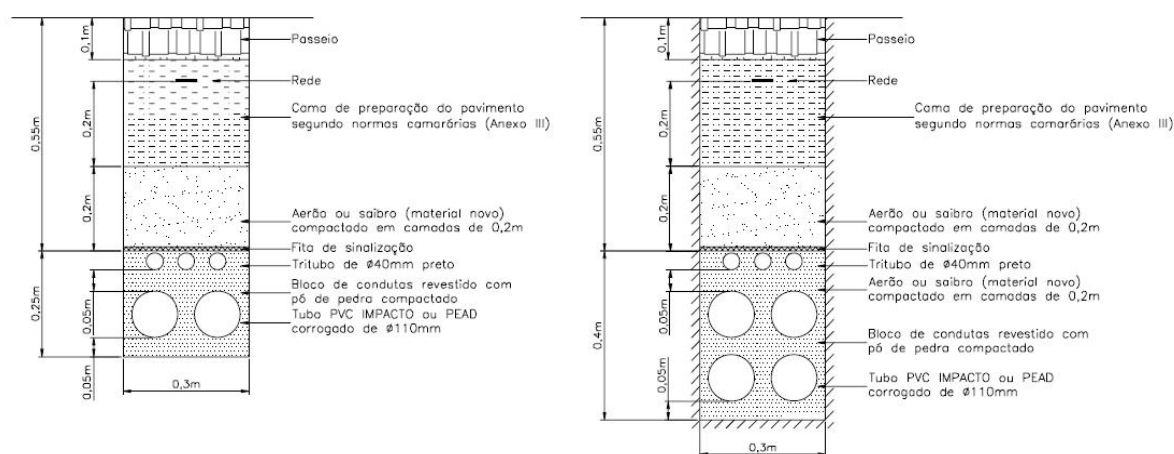 0,1m
Passeio
Rede
0,2m
Cama de preparação do pavimento
segundo normas camarárias (Anexo III)
0,55m
0,2m
Aerão ou saibro (material novo)
compactado em camadas de 0,2m
Fita de sinalização
Tritubo de Ø40mm preto
0,25m
0,05m
Bloco de condutas revestido com
pó de pedra compactado
Tubo PVC IMPACTO ou PEAD
corrogado de Ø110mm
0,05m
0,3m
0,1m
Passeio
Rede
0,2m
Cama de preparação do pavimento
segundo normas camarárias (Anexo III)
0,55m
0,2m
Aerão ou saibro (material novo)
compactado em camadas de 0,2m
Fita de sinalização
Tritubo de Ø40mm preto
Aerão ou saibro (material novo)
compactado em camadas de 0,2m
0,05m
0,4m
Bloco de condutas revestido com
pó de pedra compactado
0,05m
Tubo PVC IMPACTO ou PEAD
corrogado de Ø110mm
0,3m